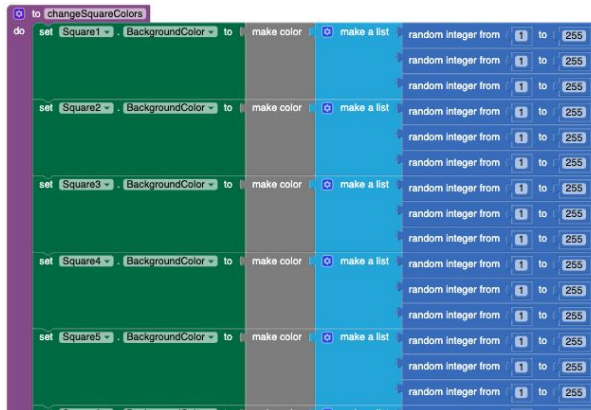 to changeSquareColors
do set Square1 . BackgroundColor to make color make a list random integer from 1 to 255
random integer from 1 to 255
random integer from 1 to 255
set Square2 . BackgroundColor to make color make a list random integer from 1 to 255
random integer from 1 to 255
random integer from 1 to 255
set Square3 . BackgroundColor to make color make a list random integer from 1 to 255
random integer from 1 to 255
random integer from 1 to 255
set Square4 . BackgroundColor to make color make a list random integer from 1 to 255
random integer from 1 to 255
random integer from 1 to 255
set Square5 . BackgroundColor to make color make a list random integer from 1 to 255
random integer from 1 to 255
random integer from 1 to 255